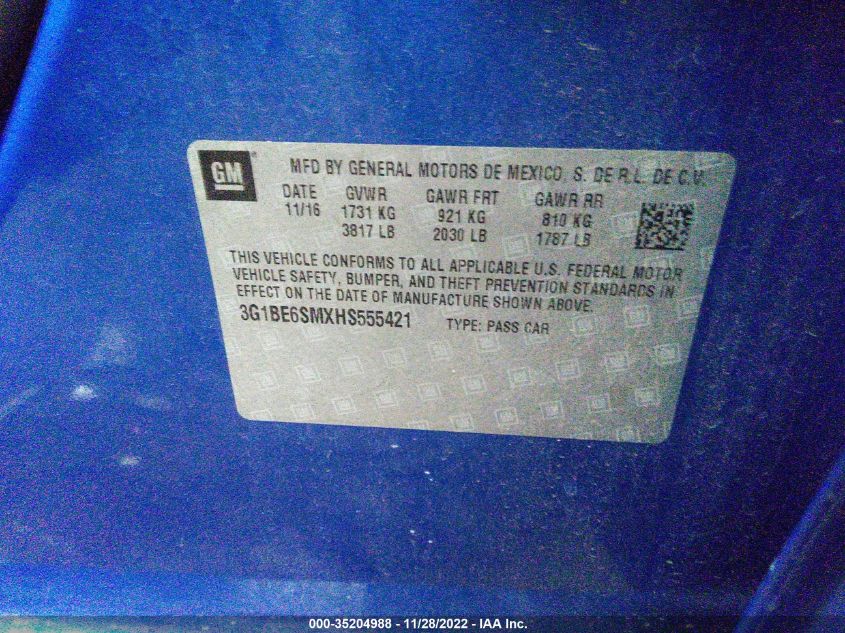 GM® MFD BY GENERAL MOTORS DE MEXICO, S. DE R.L. DE C.V.
DATE GVWR GAWR FRT GAWR RR
11/16 1731 KG 921 KG 810 KG
3817 LB 2030 LB 1787 LB
THIS VEHICLE CONFORMS TO ALL APPLICABLE U.S. FEDERAL MOTOR
VEHICLE SAFETY, BUMPER, AND THEFT PREVENTION STANDARDS IN
EFFECT ON THE DATE OF MANUFACTURE SHOWN ABOVE.
3G1BE6SMXHS555421 TYPE: PASS CAR
000-35204988 - 11/28/2022 - IAA Inc.